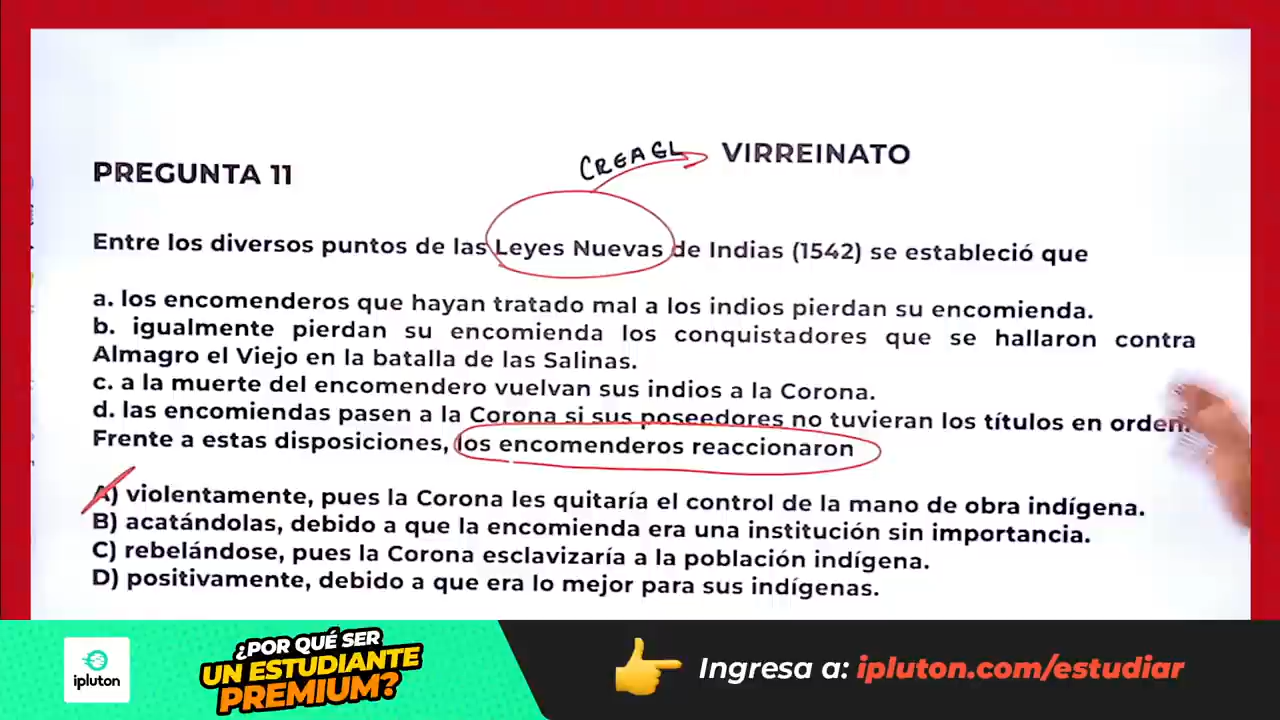 CREAGL
VIRREINATO
PREGUNTA 11
Entre los diversos puntos de las Leyes Nuevas de Indias (1542) se estableció que
a. los encomenderos que hayan tratado mal a los indios pierdan su encomienda.
b. igualmente pierdan su encomienda los conquistadores que se hallaron contra
Almagro el Viejo en la batalla de las Salinas.
c. a la muerte del encomendero vuelvan sus indios a la Corona.
d. las encomiendas pasen a la Corona si sus poseedores no tuvieran los títulos en orden.
Frente a estas disposiciones, los encomenderos reaccionaron
A) violentamente, pues la Corona les quitaría el control de la mano de obra indígena.
B) acatándolas, debido a que la encomienda era una institución sin importancia.
C) rebelándose, pues la Corona esclavizaría a la población indígena.
D) positivamente, debido a que era lo mejor para sus indígenas.
ipluton
¿POR QUÉ SER
UN ESTUDIANTE
PREMIUM?
Ingresa a: ipluton.com/estudiar